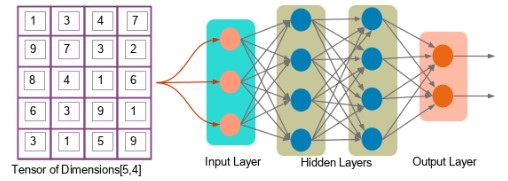 1 3 4 7
9 7 3 2
8 4 1 6
6 3 9 1
3 1 5 9
Tensor of Dimensions[5,4]
Input Layer
Hidden Layers
Output Layer